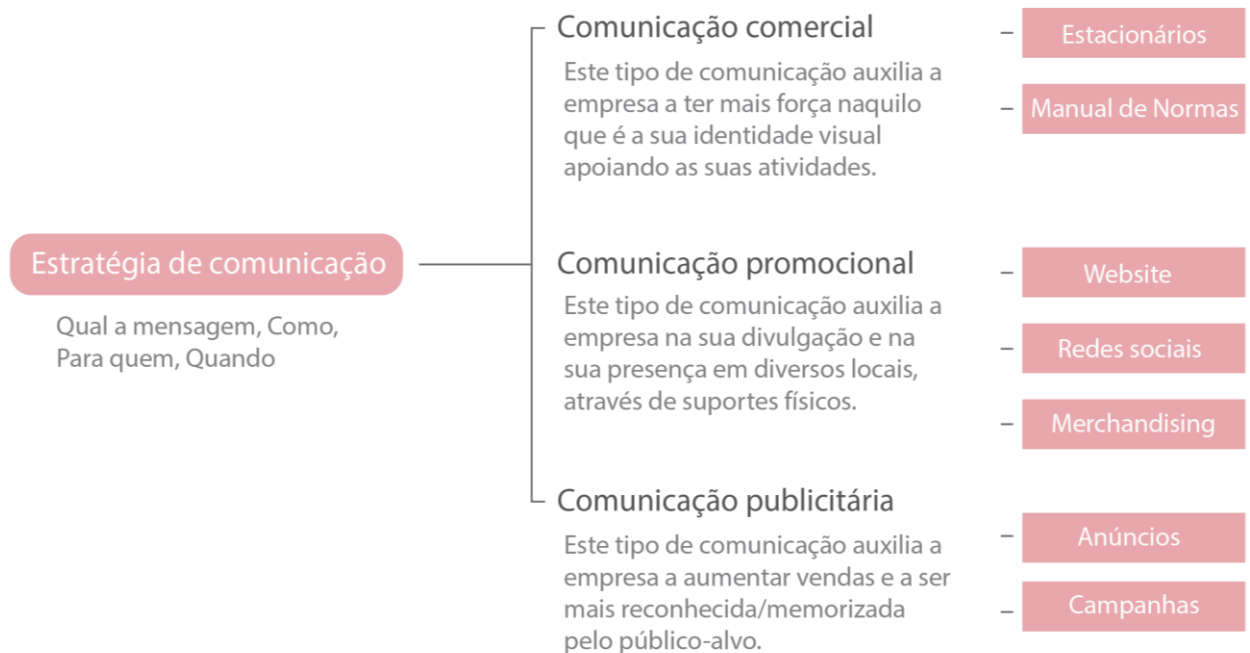 Estratégia de comunicação
Qual a mensagem, Como,
Para quem, Quando
Comunicação comercial
Este tipo de comunicação auxilia a
empresa a ter mais força naquilo
que é a sua identidade visual
apoiando as suas atividades.
Estacionários
Manual de Normas
Comunicação promocional
Este tipo de comunicação auxilia a
empresa na sua divulgação e na
sua presença em diversos locais,
através de suportes físicos.
Website
Redes sociais
Merchandising
Comunicação publicitária
Este tipo de comunicação auxilia a
empresa a aumentar vendas e a ser
mais reconhecida/memorizada
pelo público-alvo.
Anúncios
Campanhas